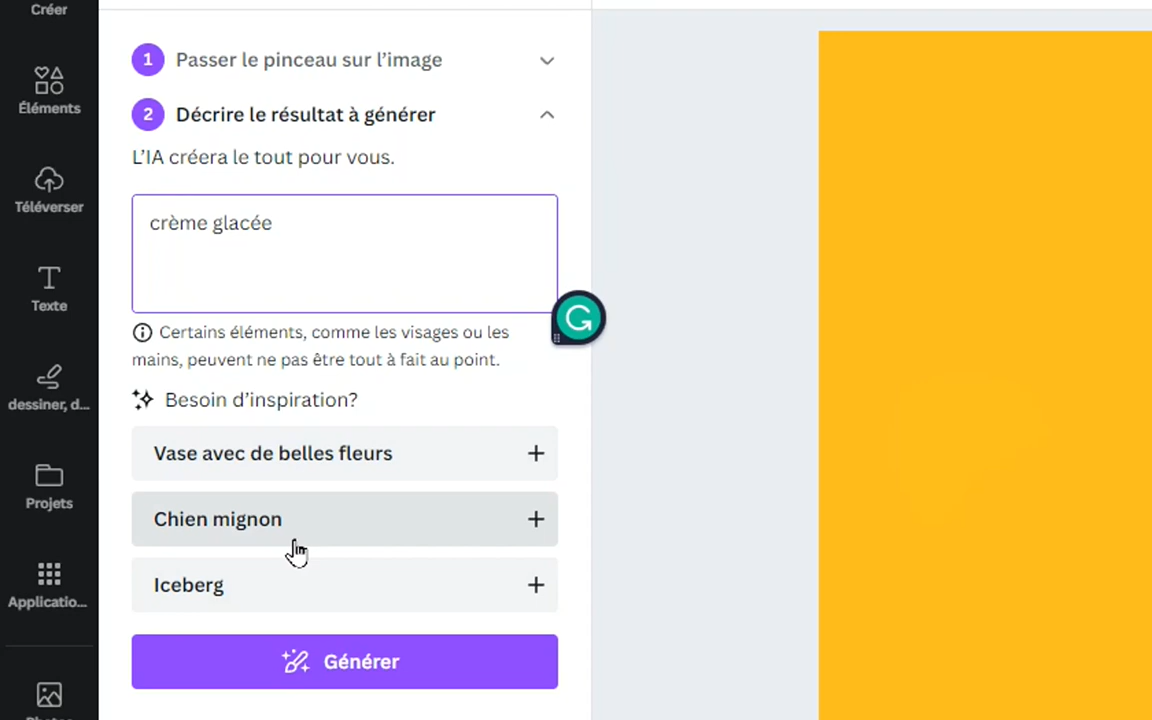 Créer
Éléments
Téléverser
Texte
dessiner, d...
Projets
Applicatio...
1 Passer le pinceau sur l’image
2 Décrire le résultat à générer
L’IA créera le tout pour vous.
crème glacée
Certains éléments, comme les visages ou les
mains, peuvent ne pas être tout à fait au point.
Besoin d’inspiration?
Vase avec de belles fleurs
Chien mignon
Iceberg
Générer